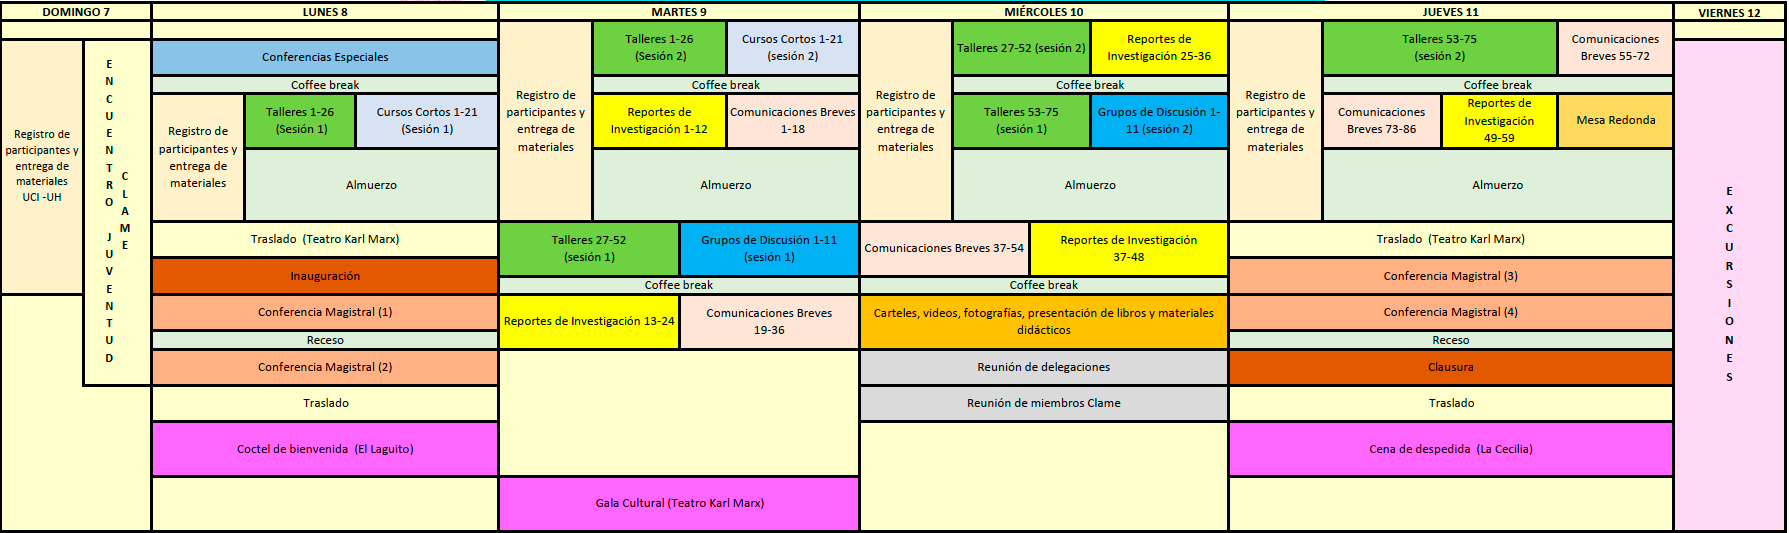 DOMINGO 7
LUNES 8
MARTES 9
MIÉRCOLES 10
JUEVES 11
VIERNES 12
Registro de
participantes y
entrega de
materiales
UCI -UH
ENCUENTRO JUVENTUD
CLAME
Conferencias Especiales
Coffee break
Registro de
participantes y
entrega de
materiales
Talleres 1-26
(Sesión 1)
Cursos Cortos 1-21
(Sesión 1)
Almuerzo
Traslado (Teatro Karl Marx)
Inauguración
Conferencia Magistral (1)
Receso
Conferencia Magistral (2)
Traslado
Coctel de bienvenida (El Laguito)
Registro de
participantes y
entrega de
materiales
Talleres 1-26
(Sesión 2)
Cursos Cortos 1-21
(sesión 2)
Coffee break
Reportes de
Investigación 1-12
Comunicaciones Breves
1-18
Almuerzo
Talleres 27-52
(sesión 1)
Grupos de Discusión 1-11
(sesión 1)
Coffee break
Reportes de Investigación 13-24
Comunicaciones Breves
19-36
Gala Cultural (Teatro Karl Marx)
Registro de
participantes y
entrega de
materiales
Talleres 27-52 (sesión 2)
Reportes de
Investigación 25-36
Coffee break
Talleres 53-75
(sesión 1)
Grupos de Discusión 1-
11 (sesión 2)
Almuerzo
Comunicaciones Breves 37-54
Reportes de Investigación
37-48
Coffee break
Carteles, videos, fotografías, presentación de libros y materiales
didácticos
Reunión de delegaciones
Reunión de miembros Clame
Registro de
participantes y
entrega de
materiales
Talleres 53-75
(sesión 2)
Comunicaciones
Breves 55-72
Coffee break
Comunicaciones
Breves 73-86
Reportes de
Investigación
49-59
Mesa Redonda
Almuerzo
Traslado (Teatro Karl Marx)
Conferencia Magistral (3)
Conferencia Magistral (4)
Receso
Clausura
Traslado
Cena de despedida (La Cecilia)
EXCURSIONES